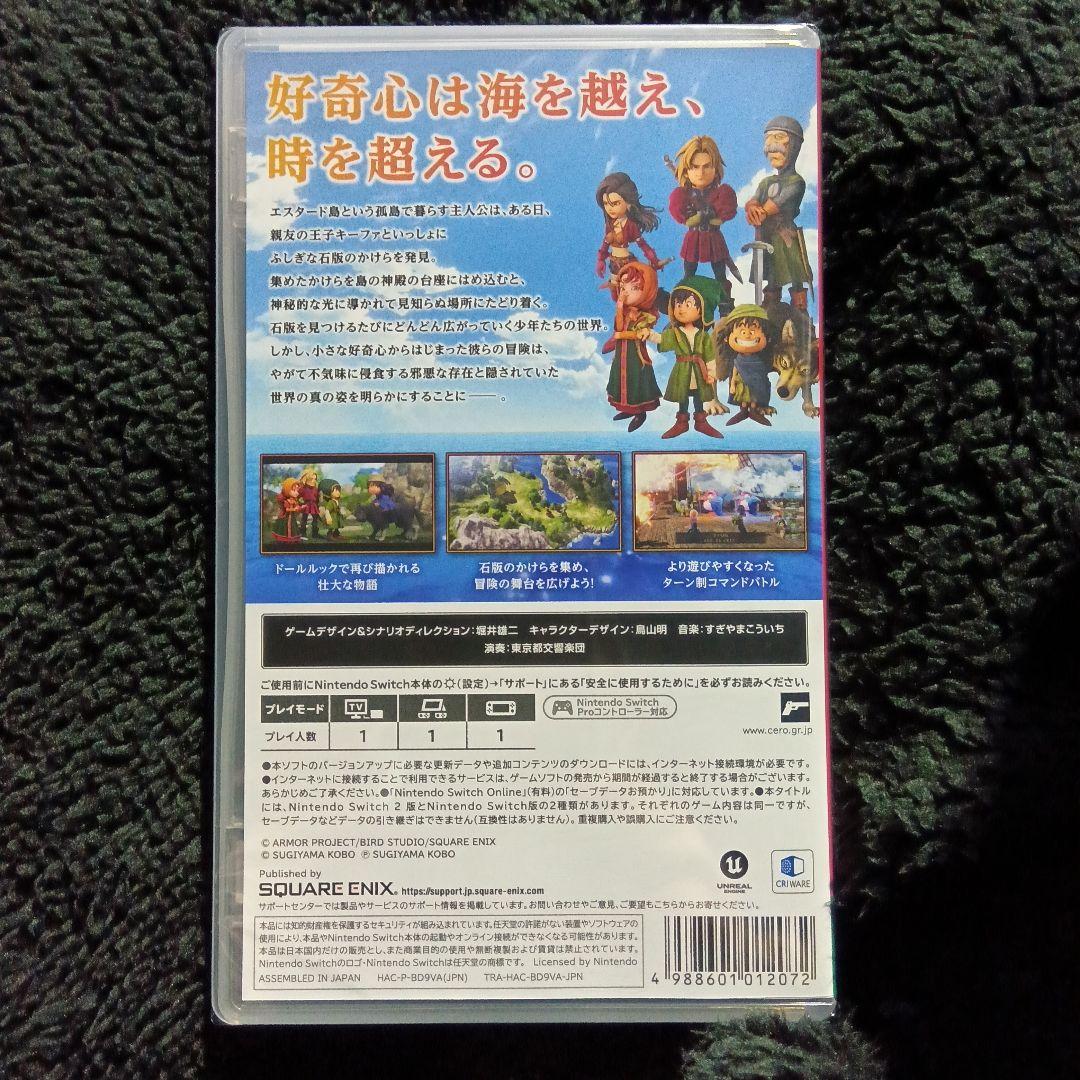 好奇心は海を越え、
時を超える。
エスタード島という孤島で暮らす主人公は、ある日、
親友の王子キーファといっしょに
ふしぎな石版のかけらを発見。
集めたかけらを島の神殿の台座にはめ込むと、
神秘的な光に導かれて見知らぬ場所にたどり着く。
石版を見つけるたびにどんどん広がっていく少年たちの世界。
しかし、小さな好奇心からはじまった彼らの冒険は、
やがて不気味に侵食する邪悪な存在と隠されていた
世界の真の姿を明らかにすることに――。
ドールルックで再び描かれる
壮大な物語
石版のかけらを集め、
冒険の舞台を広げよう!
より遊びやすくなった
ターン制コマンドバトル
ゲームデザイン&シナリオディレクション:堀井雄二 キャラクターデザイン:鳥山明 音楽:すぎやまこういち
演奏:東京都交響楽団
ご使用前にNintendo Switch本体の(設定)→「サポート」にある「安全に使用するために」を必ずお読みください。
プレイモード TV
プレイ人数 1 1 1
Nintendo Switch
Proコントローラー対応
www.cero.gr.jp
●本ソフトのバージョンアップに必要な更新データや追加コンテンツのダウンロードには、インターネット接続環境が必要です。
●インターネットに接続することで利用できるサービスは、ゲームソフトの発売から期間が経過すると終了する場合がございます。
あらかじめご了承ください。●「Nintendo Switch Online」(有料)の「セーブデータお預かり」に対応しています。●本タイトル
には、Nintendo Switch 2 版とNintendo Switch版の2種類があります。それぞれのゲーム内容は同一ですが、
セーブデータなどデータの引き継ぎはできません(互換性はありません)。重複購入や誤購入にご注意ください。
© ARMOR PROJECT/BIRD STUDIO/SQUARE ENIX
© SUGIYAMA KOBO ℗ SUGIYAMA KOBO
Published by
SQUARE ENIX. https://support.jp.square-enix.com
UNREAL
ENGINE
CRIWARE
サポートセンターでは製品やサービスのサポート情報を掲載しています。お問い合わせやご意見、ご要望もこちらからお寄せください。
本品には知的財産権を保護するセキュリティが組み込まれています。任天堂の許諾がない装置やソフトウェアの
使用により、本品やNintendo Switch本体の起動やオンライン接続ができなくなる可能性があります。
本品は日本国内だけの販売とし、また商業目的の使用や無断複製および賃貸は禁止されています。
Nintendo Switchのロゴ・Nintendo Switchは任天堂の商標です。 Licensed by Nintendo
ASSEMBLED IN JAPAN HAC-P-BD9VA(JPN) TRA-HAC-BD9VA-JPN
4 988601 012072